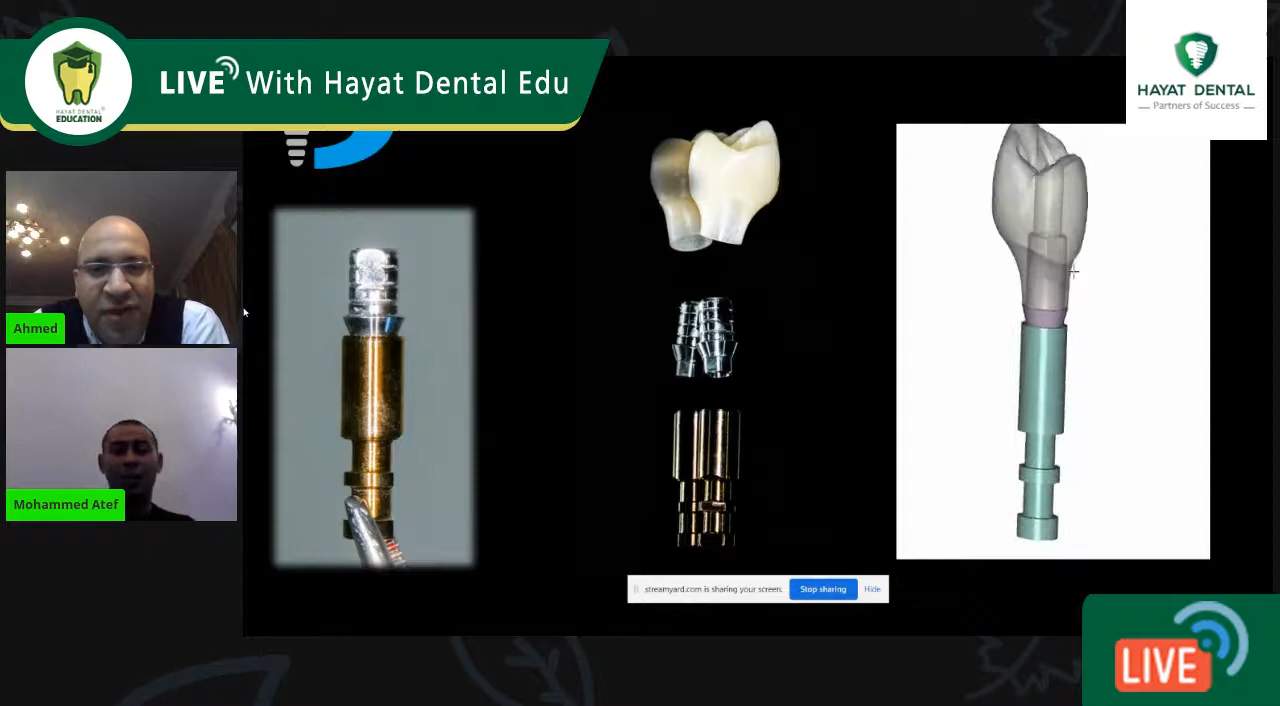 LIVE With Hayat Dental Edu
HAYAT DENTAL
EDUCATION
HAYAT DENTAL
Partners of Success
Ahmed
Mohammed Atef
streamyard.com is sharing your screen.
Stop sharing
Hide
LIVE